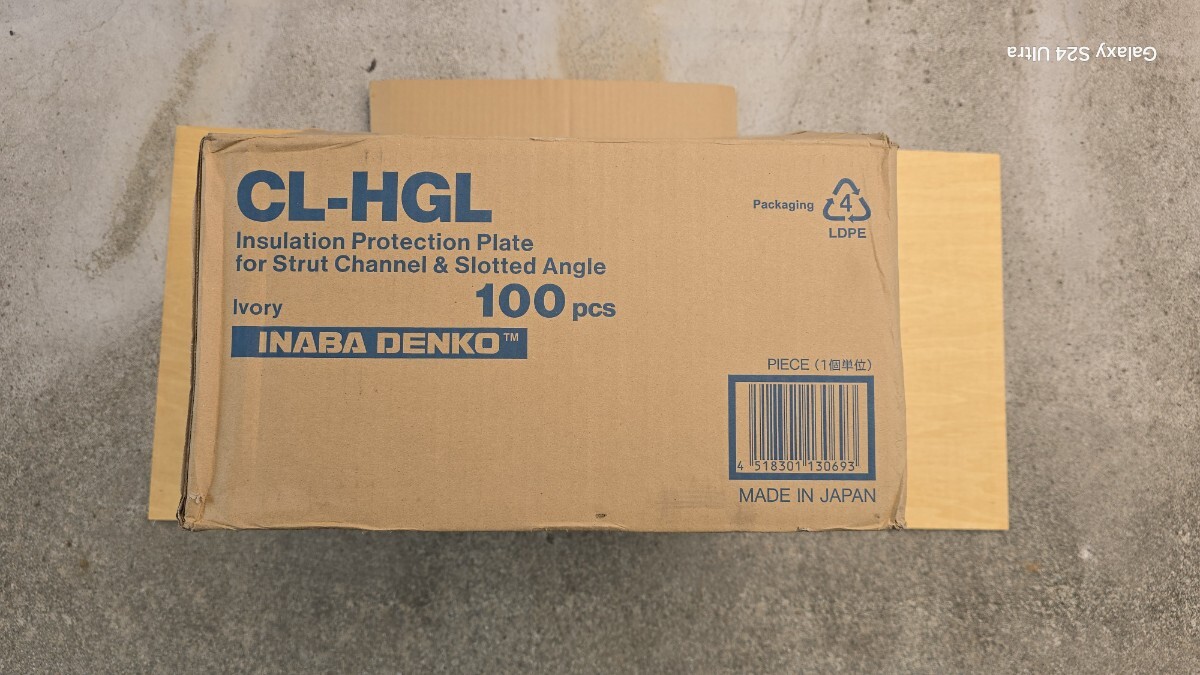 Galaxy S24 Ultra
CL-HGL
Insulation Protection Plate
for Strut Channel & Slotted Angle
Ivory 100 pcs
INABA DENKO™
Packaging
4
LDPE
PIECE (1個単位)
4 518301 130693
MADE IN JAPAN